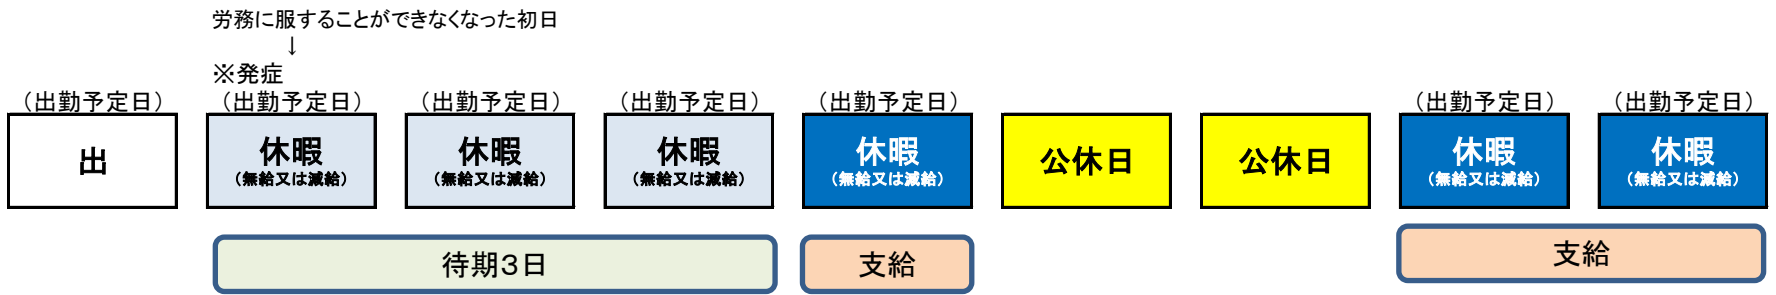 労務に服することができなくなった初日
↓
※発症
（出勤予定日）（出勤予定日）（出勤予定日）（出勤予定日）（出勤予定日）（出勤予定日）（出勤予定日）
出 休暇 休暇 休暇 休暇 公休日 公休日 休暇 休暇
（無給又は減給）（無給又は減給）（無給又は減給）（無給又は減給）（無給又は減給）（無給又は減給）
待期３日 支給 支給